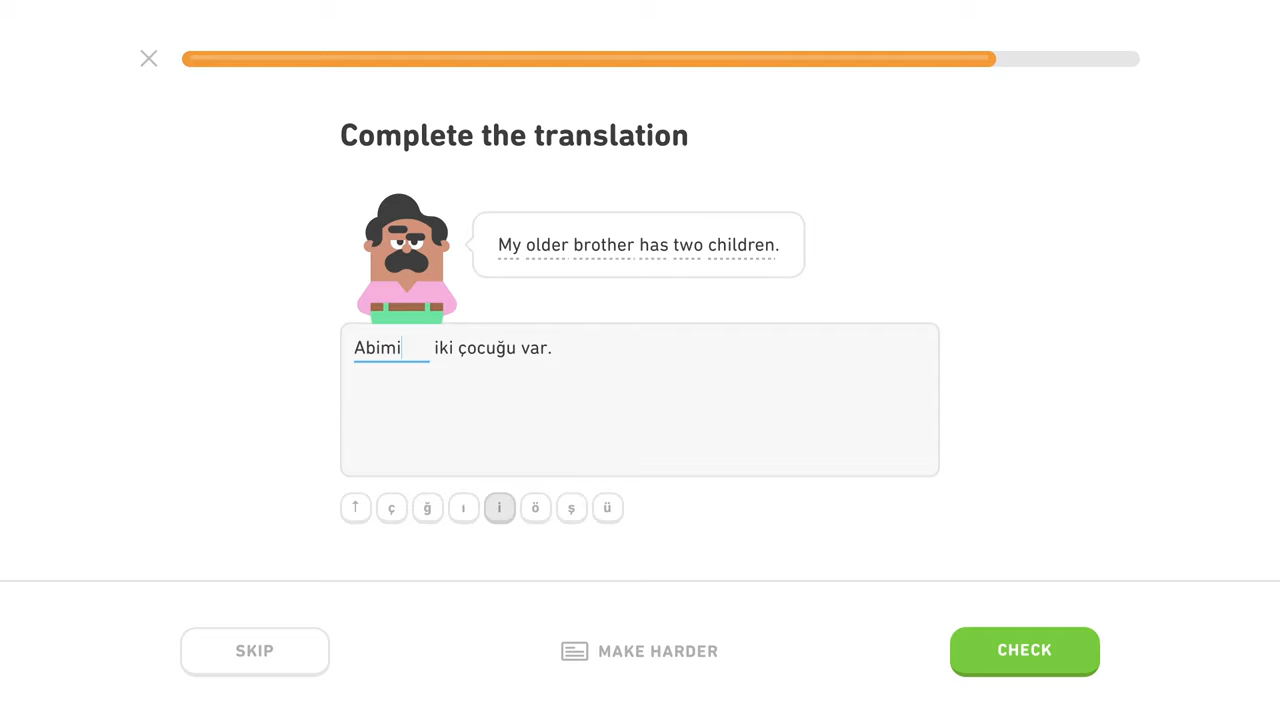 Complete the translation
My older brother has two children.
Abimi iki çocuğu var.
↑ ç ğ ı i ö ş ü
SKIP
MAKE HARDER
CHECK